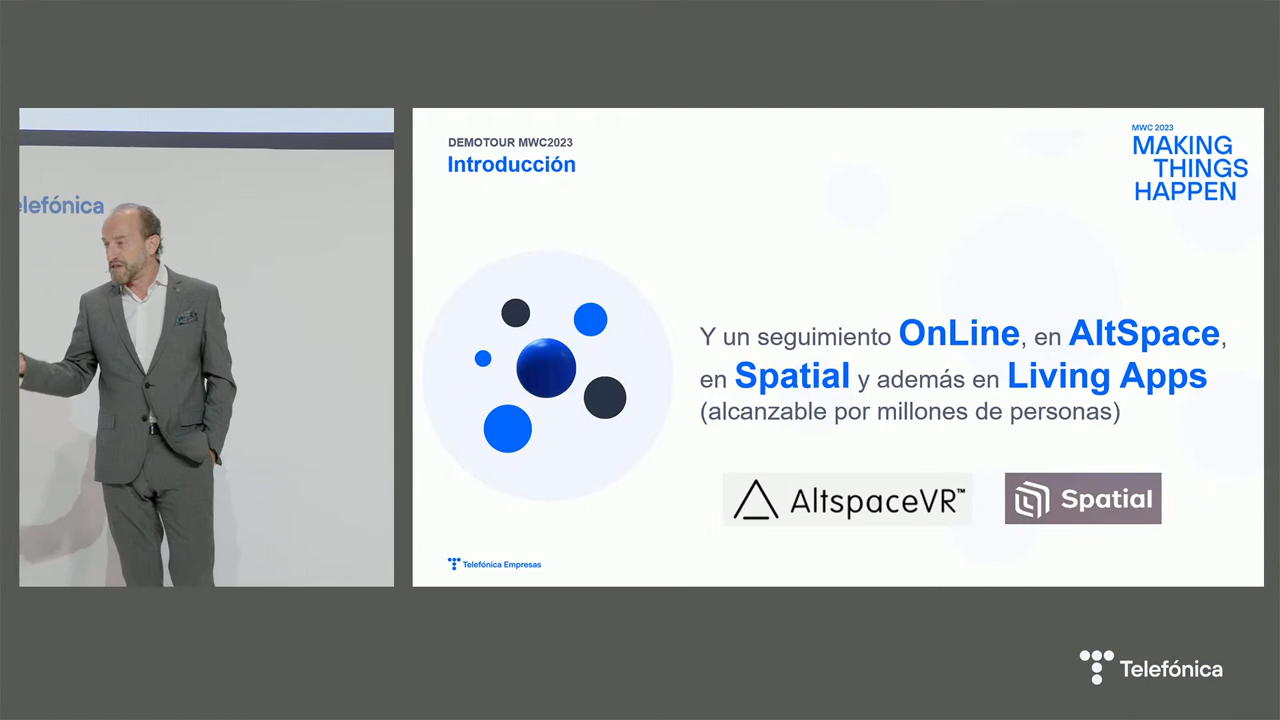 elefónica
DEMOTOUR MWC2023
Introducción
MWC 2023
MAKING
THINGS
HAPPEN
Y un seguimiento OnLine, en AltSpace,
en Spatial y además en Living Apps
(alcanzable por millones de personas)
AltspaceVR™
Spatial
Telefónica Empresas
Telefónica